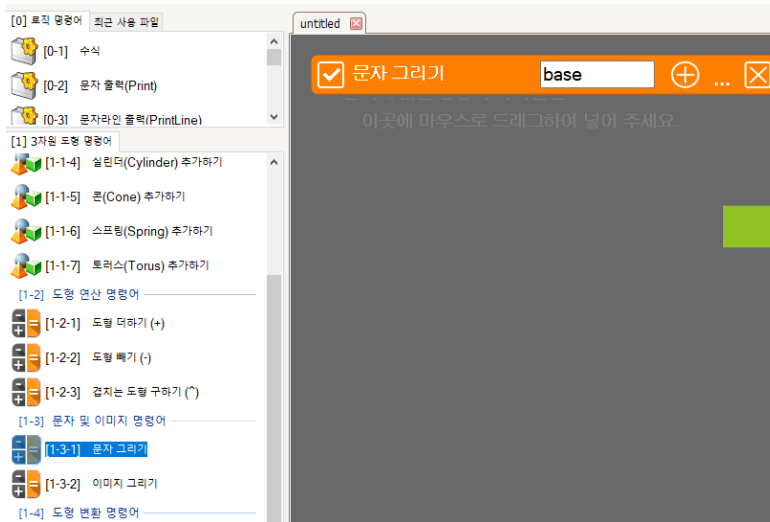 [0] 로직 명령어 최근 사용 파일
[0-1] 수식
[0-2] 문자 출력(Print)
[0-3] 문자라인 출력(PrintLine)
[1] 3차원 도형 명령어
[1-1-4] 실린더(Cylinder) 추가하기
[1-1-5] 콘(Cone) 추가하기
[1-1-6] 스프링(Spring) 추가하기
[1-1-7] 토러스(Torus) 추가하기
[1-2] 도형 연산 명령어
[1-2-1] 도형 더하기 (+)
[1-2-2] 도형 빼기 (-)
[1-2-3] 겹치는 도형 구하기 (^)
[1-3] 문자 및 이미지 명령어
[1-3-1] 문자 그리기
[1-3-2] 이미지 그리기
[1-4] 도형 변환 명령어
untitled
문자 그리기 base ...
이곳에 마우스로 드래그하여 넣어 주세요.